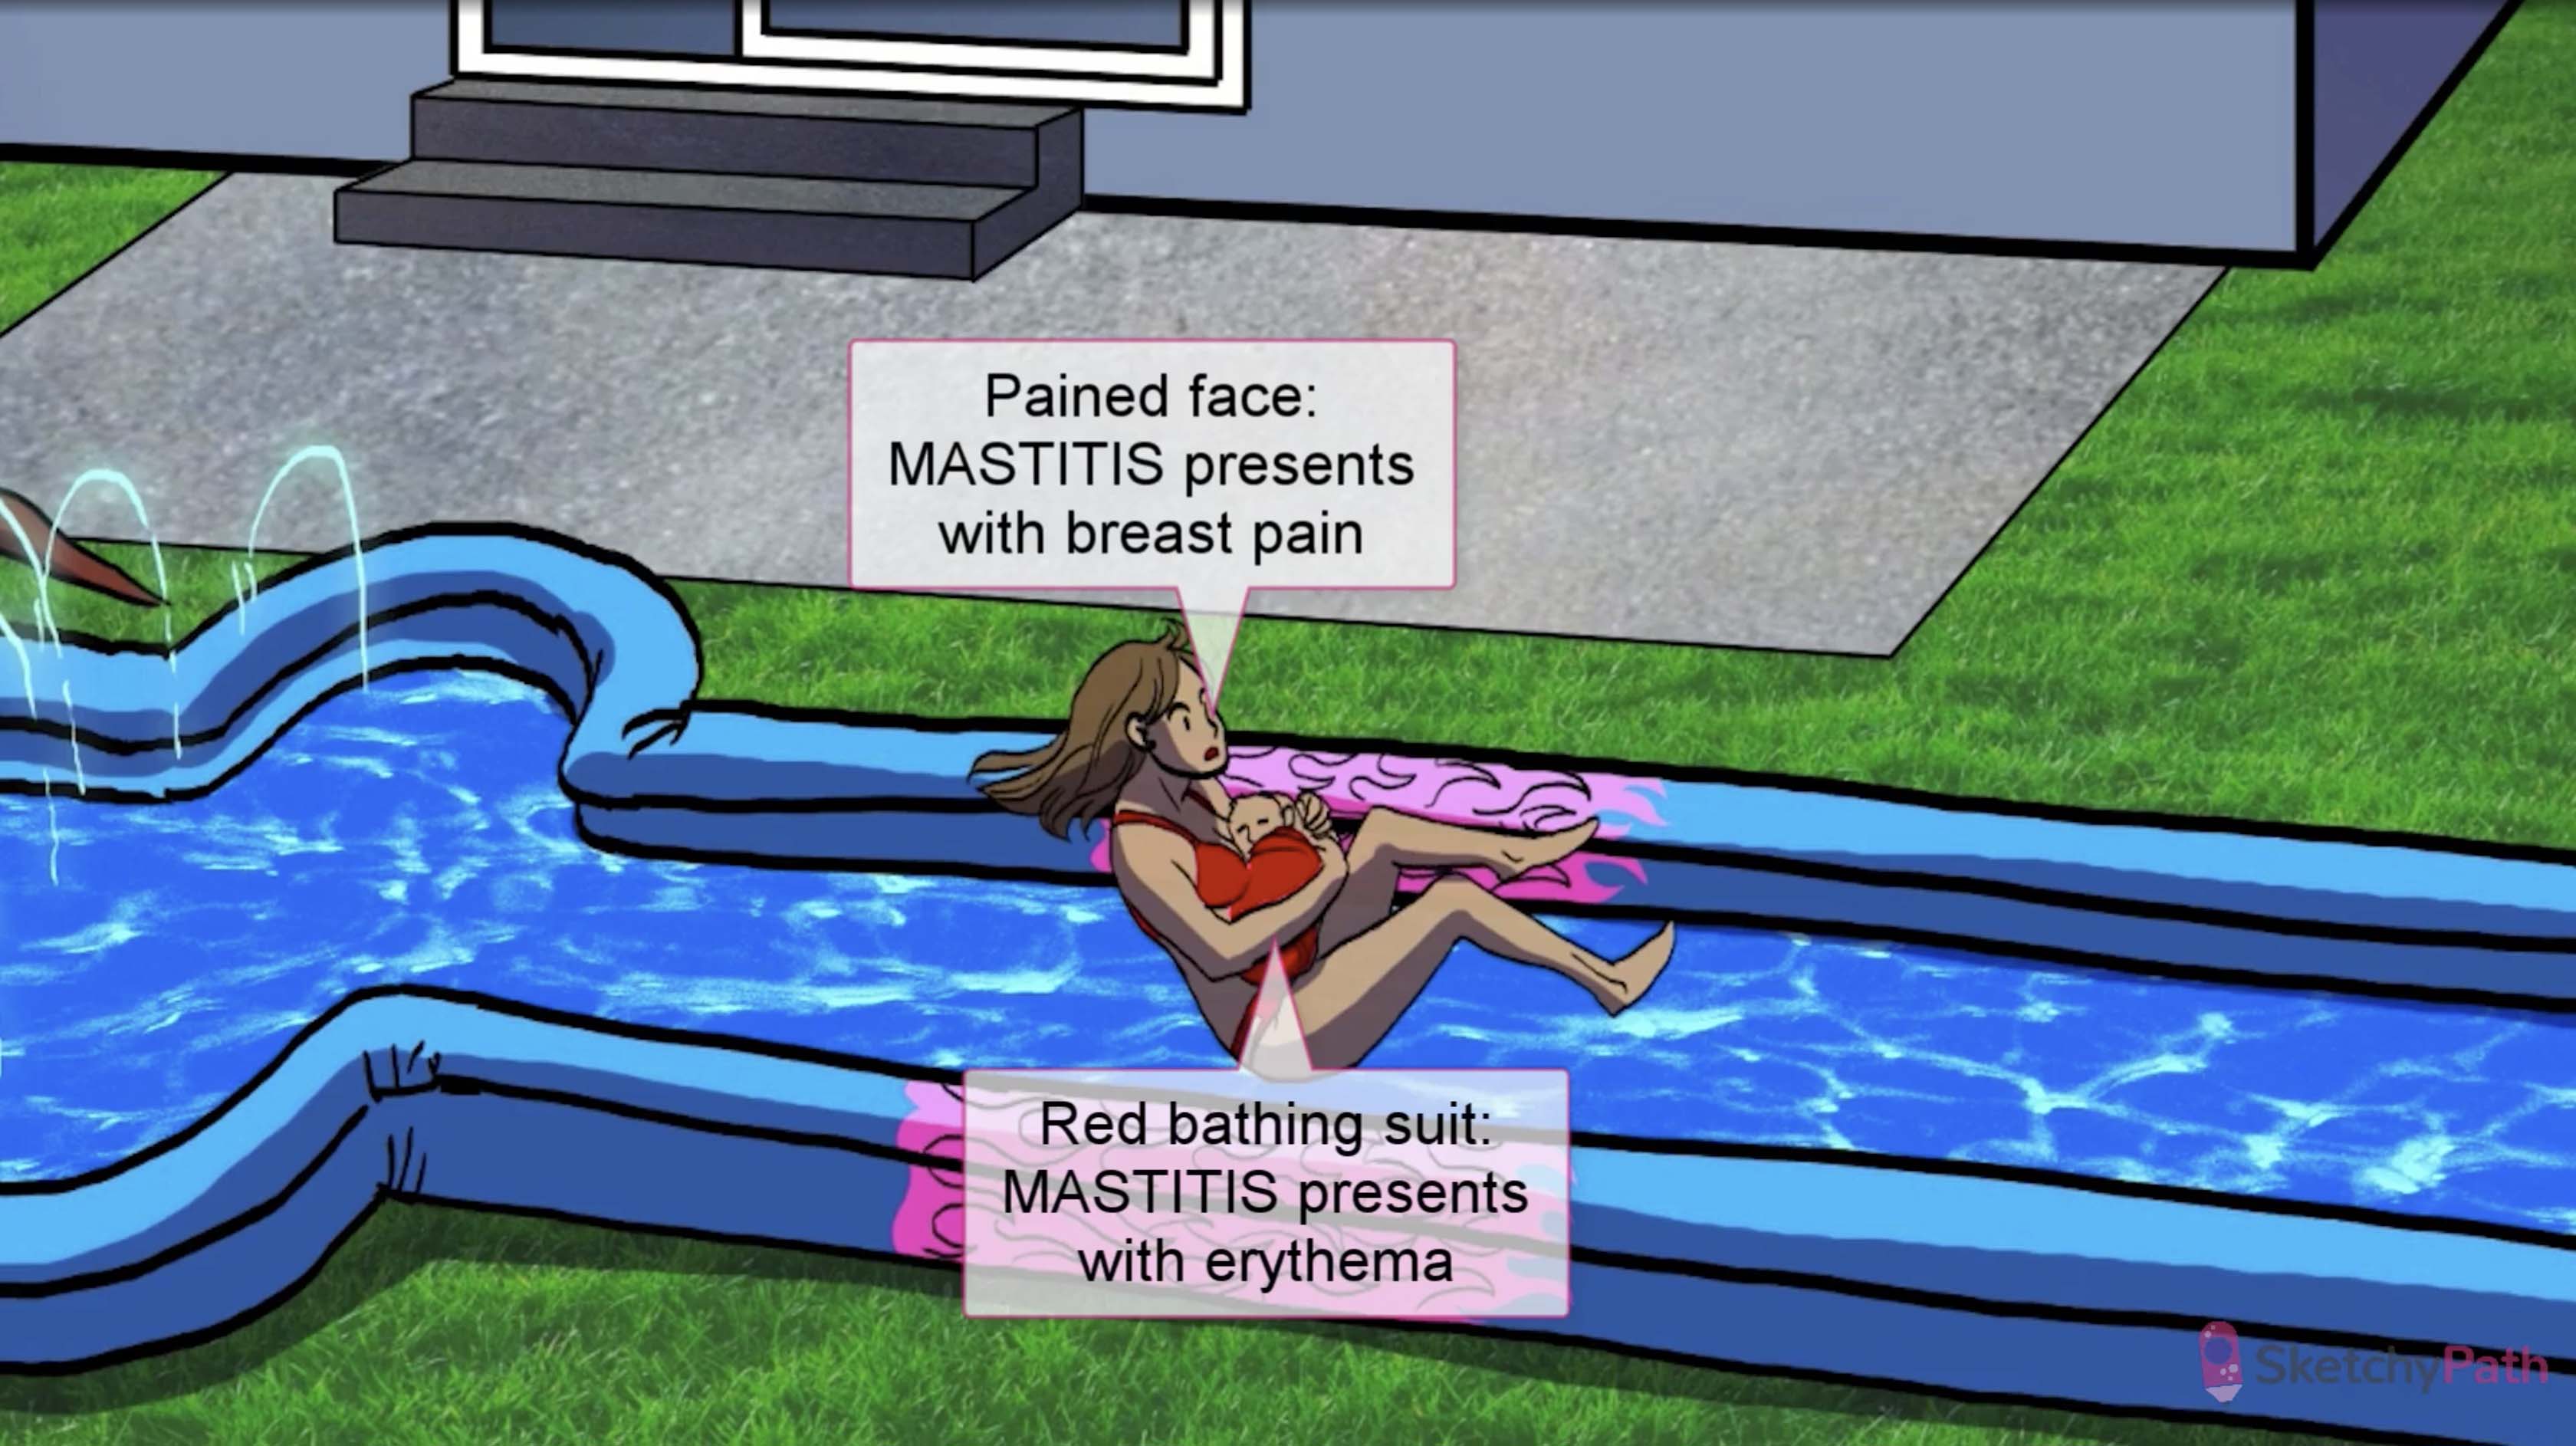 Pained face:
MASTITIS presents
with breast pain
Red bathing suit:
MASTITIS presents
with erythema
SketchyPath